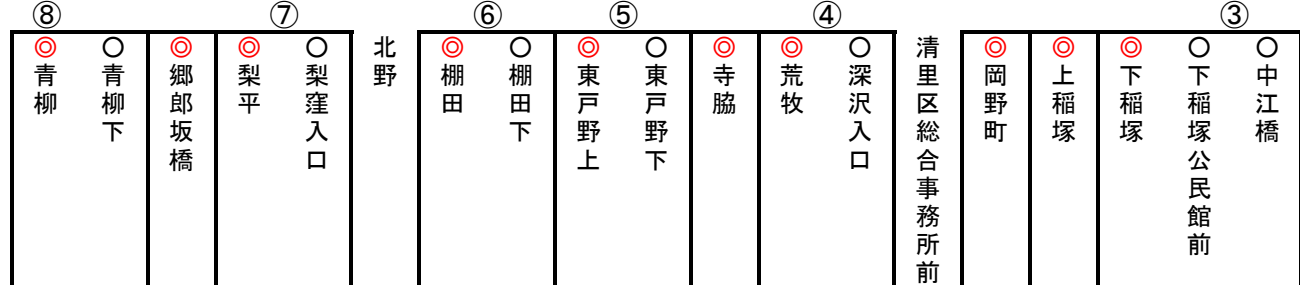 ⑧ ⑦ ⑥ ⑤ ④ ③
◎青柳
○青柳下
◎郷郎坂橋
◎梨平
○梨窪入口
北野
◎棚田
○棚田下
◎東戸野上
○東戸野下
◎寺脇
◎荒牧
○深沢入口
清里区総合事務所前
◎岡野町
◎上稲塚
◎下稲塚
○下稲塚公民館前
○中江橋